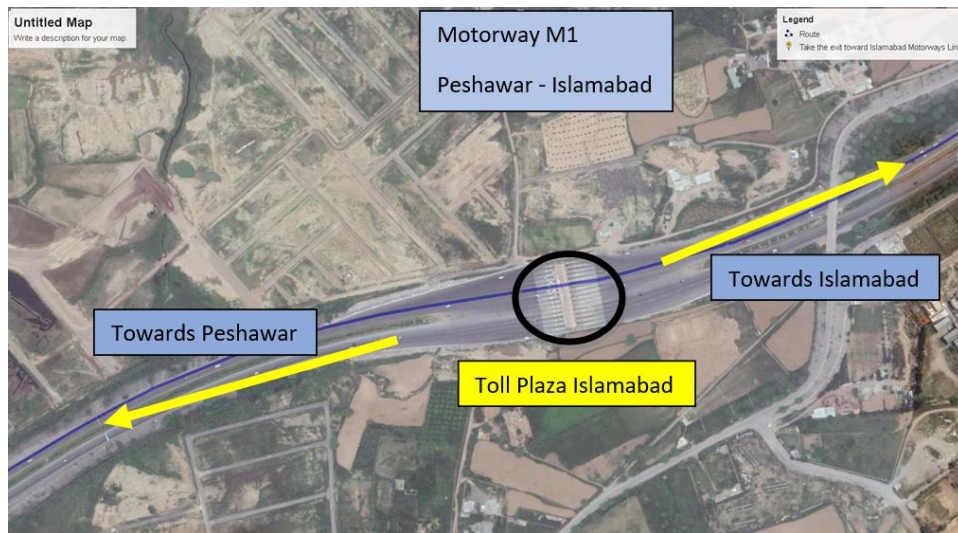 Untitled Map
Write a description for your map.
Motorway M1
Peshawar - Islamabad
Legend
Route
Take the exit toward Islamabad Motorways
Towards Islamabad
Towards Peshawar
Toll Plaza Islamabad